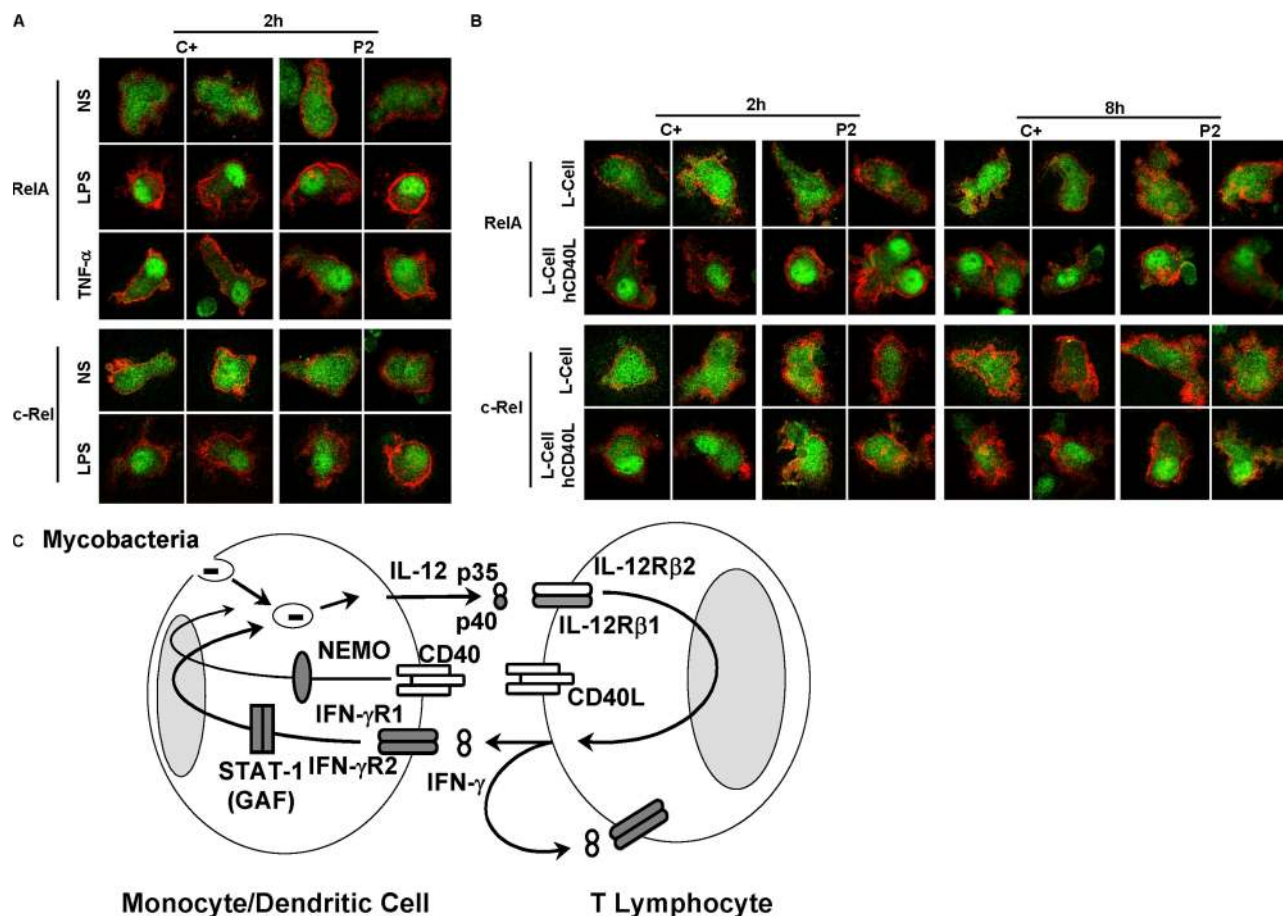 A
2h
C+
P2
RelA
NS
LPS
TNF-α
c-Rel
NS
LPS
B
2h
8h
C+
P2
C+
P2
RelA
L-Cell
L-Cell
hCD40L
c-Rel
L-Cell
L-Cell
hCD40L
C
Mycobacteria
IL-12
p35
p40
IL-12Rβ2
IL-12Rβ1
NEMO
CD40
CD40L
IFN-γR1
IFN-γR2
STAT-1
(GAF)
IFN-γ
Monocyte/Dendritic Cell
T Lymphocyte